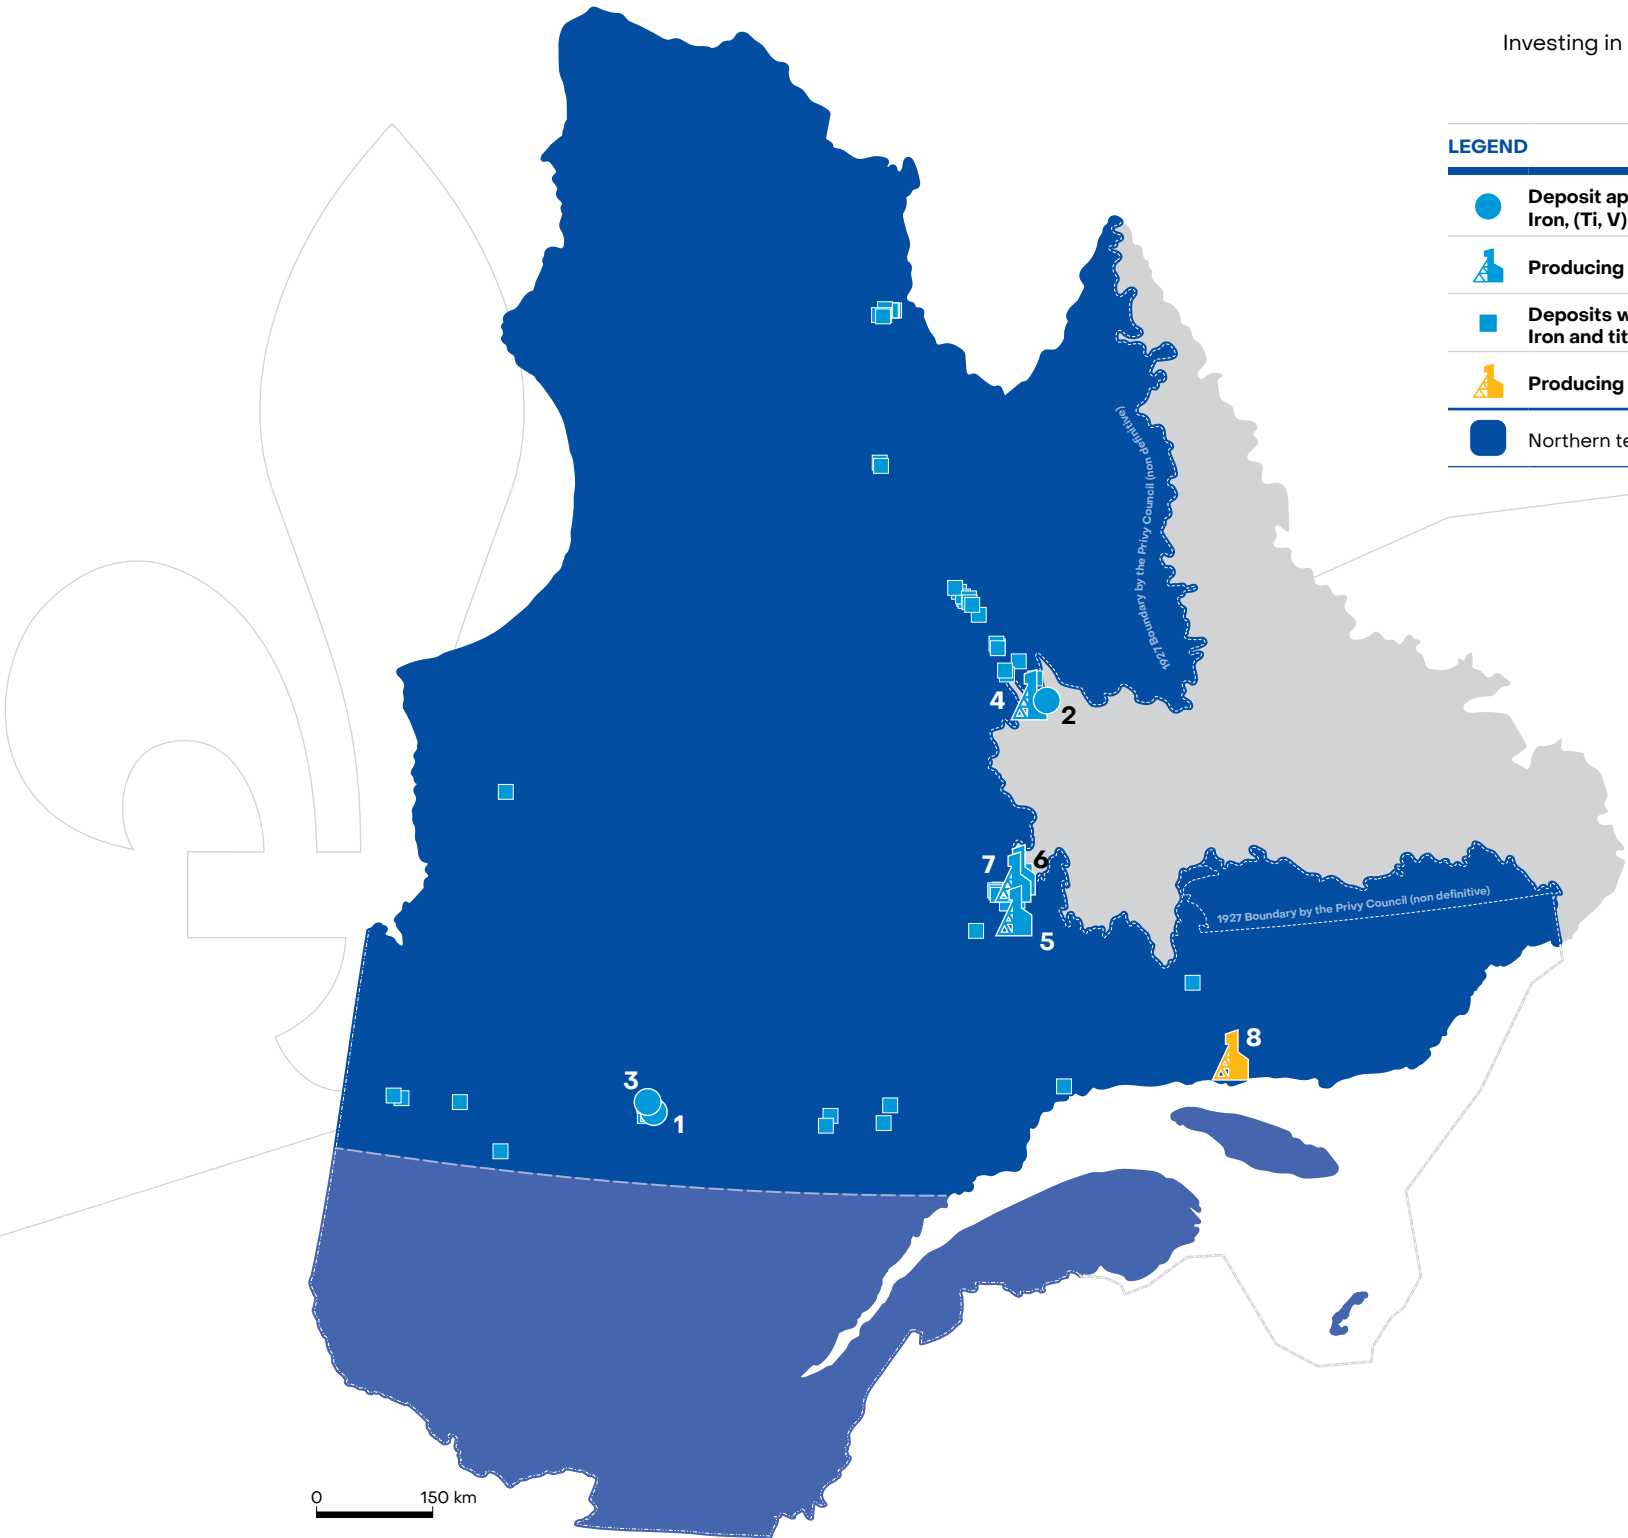 Investing in
LEGEND
Deposit ap
Iron, (Ti, V)
Producing
Deposits w
Iron and tit
Producing
Northern te
1927 Boundary by the Privy Council (non definitive)
4
2
7
6
5
1927 Boundary by the Privy Council (non definitive)
8
3
1
0 150 km